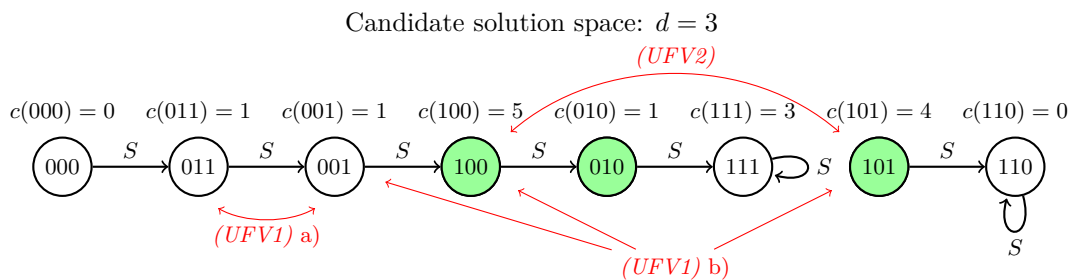 Candidate solution space: d = 3
(UFV2)
c(000) = 0 c(011) = 1 c(001) = 1 c(100) = 5 c(010) = 1 c(111) = 3 c(101) = 4 c(110) = 0
S S S S S S
000 011 001 100 010 111 S 101 110
(UFV1) a)
(UFV1) b)
S